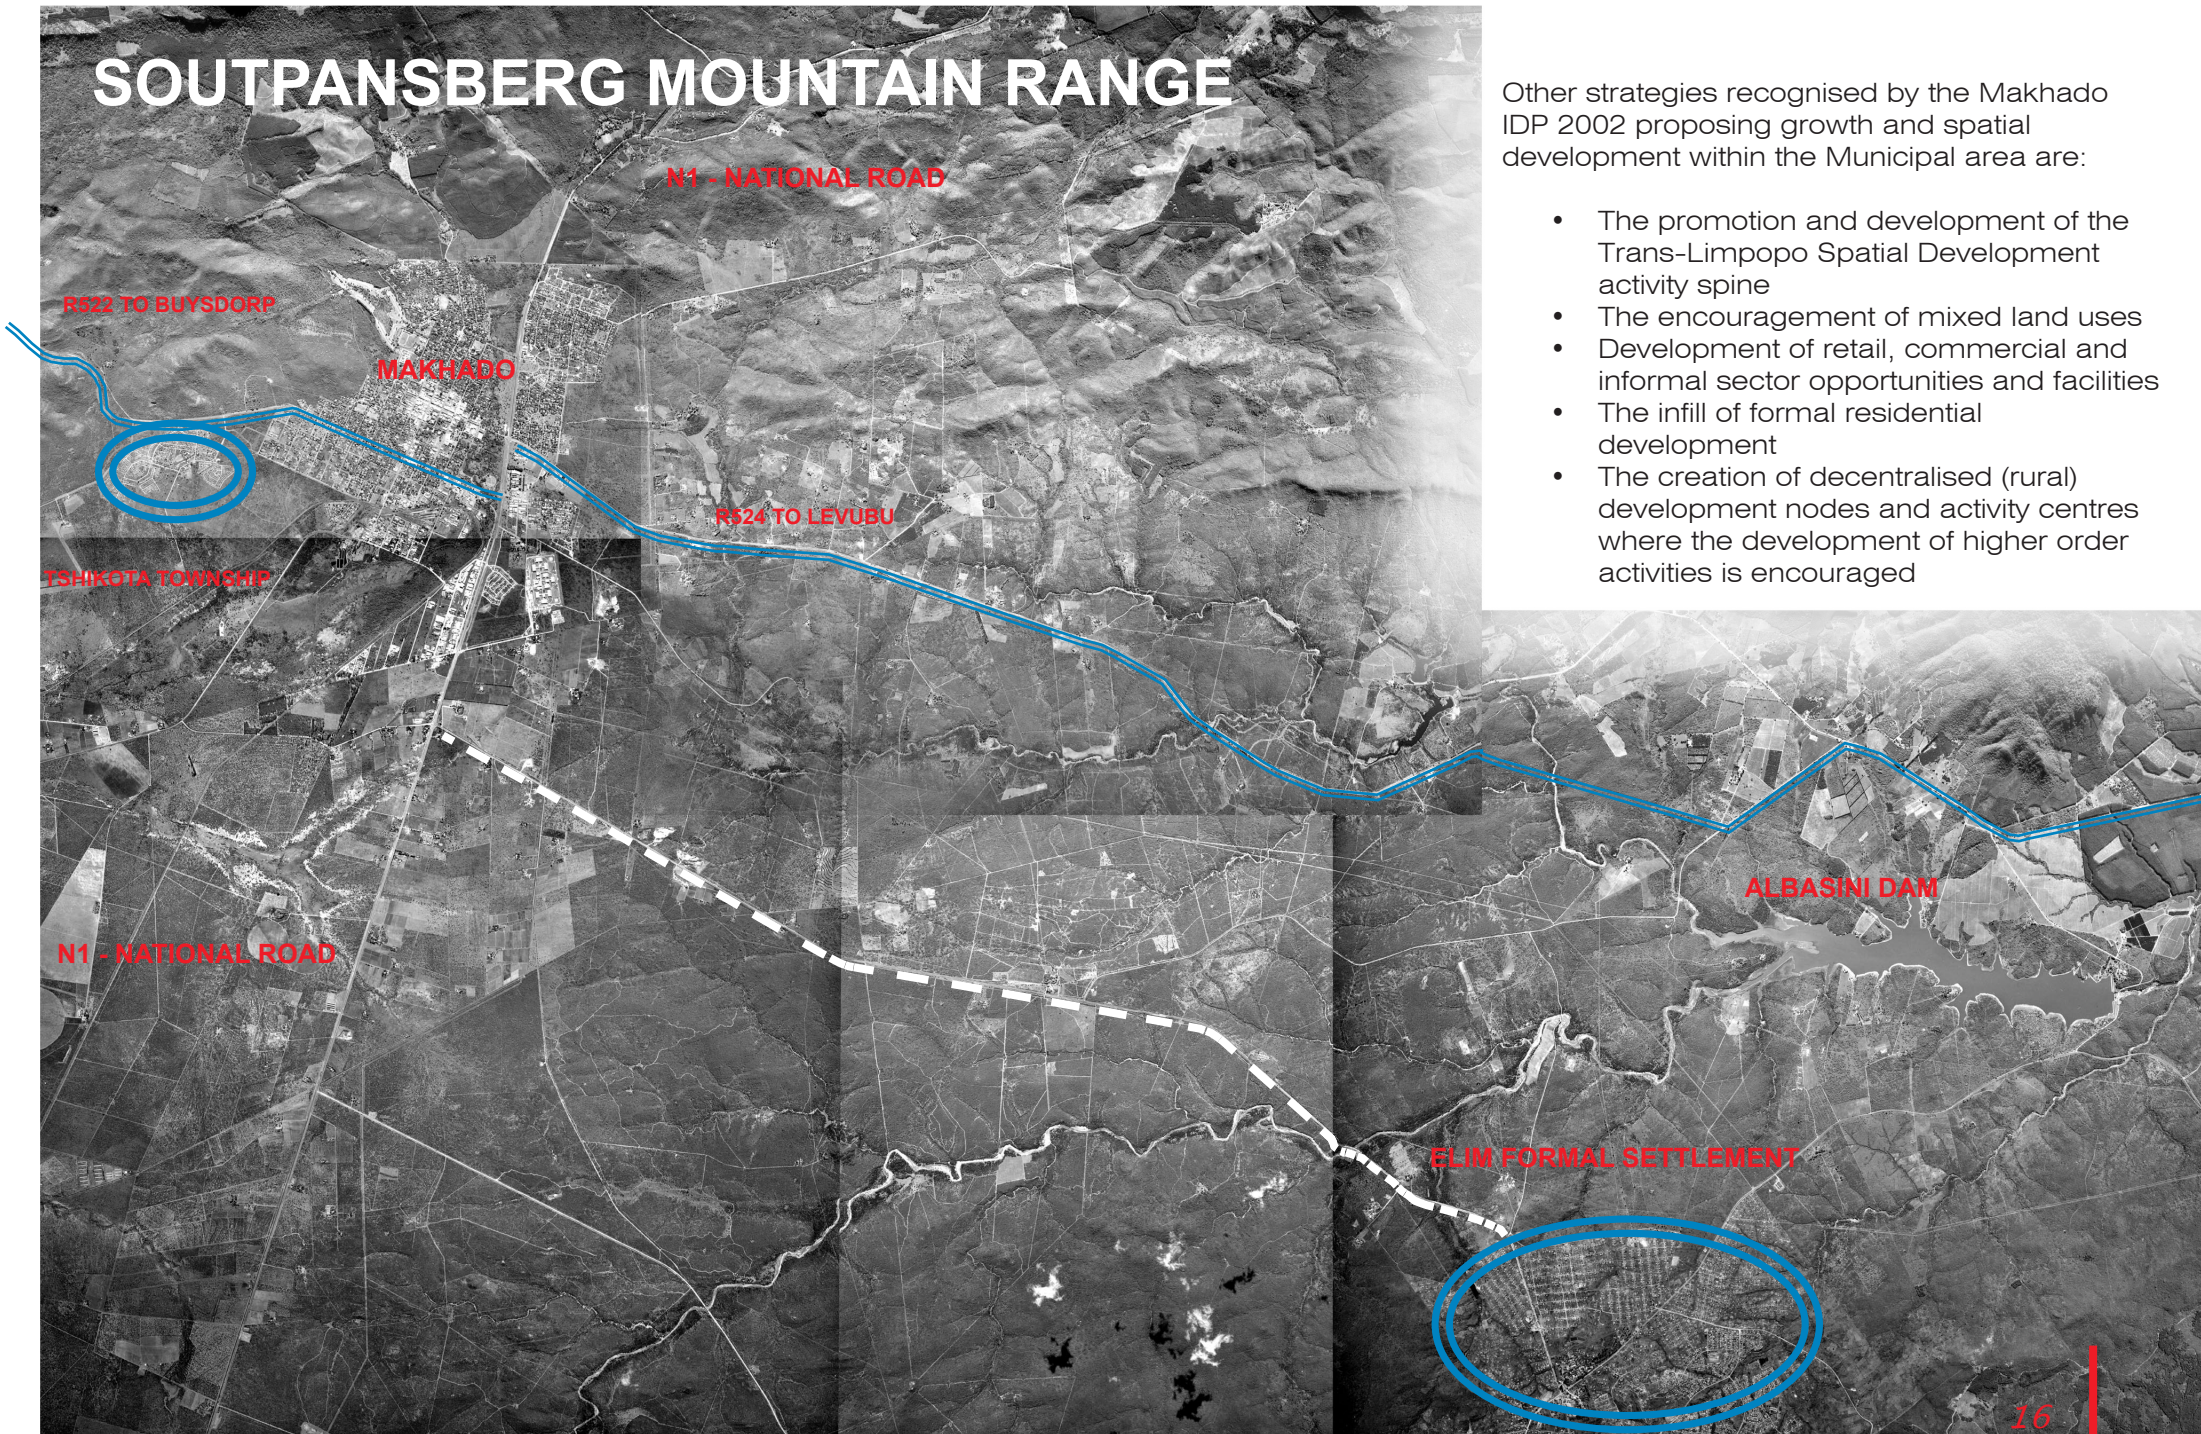 SOUTPANSBERG MOUNTAIN RANGE
N1 - NATIONAL ROAD
R522 TO BUYSDORP
MAKHADO
R524 TO LEVUBU
TSHIKOTA TOWNSHIP
N1 - NATIONAL ROAD
ALBASINI DAM
ELIM FORMAL SETTLEMENT
Other strategies recognised by the Makhado
IDP 2002 proposing growth and spatial
development within the Municipal area are:
• The promotion and development of the
Trans-Limpopo Spatial Development
activity spine
• The encouragement of mixed land uses
• Development of retail, commercial and
informal sector opportunities and facilities
• The infill of formal residential
development
• The creation of decentralised (rural)
development nodes and activity centres
where the development of higher order
activities is encouraged
16